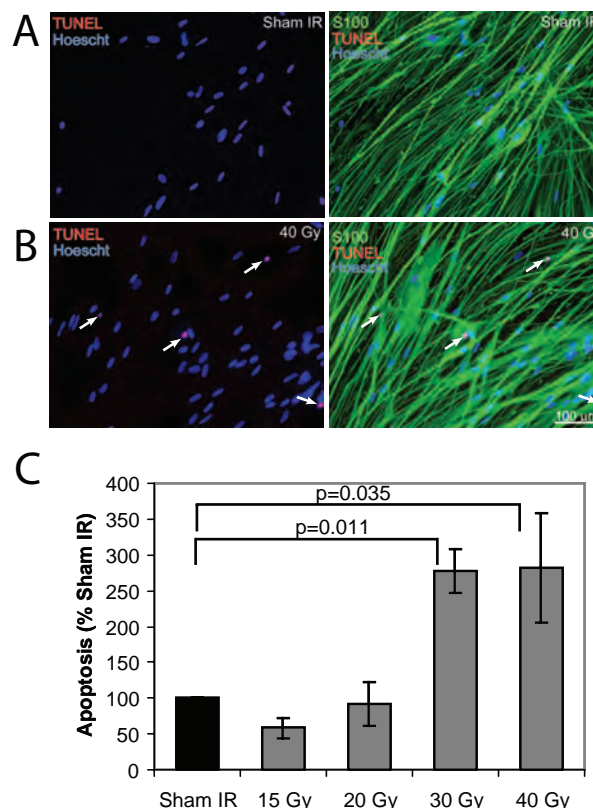 A
TUNEL
Hoescht
Sham IR
S100
TUNEL
Hoescht
Sham IR
B
TUNEL
Hoescht
40 Gy
S100
TUNEL
Hoescht
40 G
100 um
C
Apoptosis (% Sham IR)
400
350
300
250
200
150
100
50
0
p=0.035
p=0.011
Sham IR 15 Gy 20 Gy 30 Gy 40 Gy